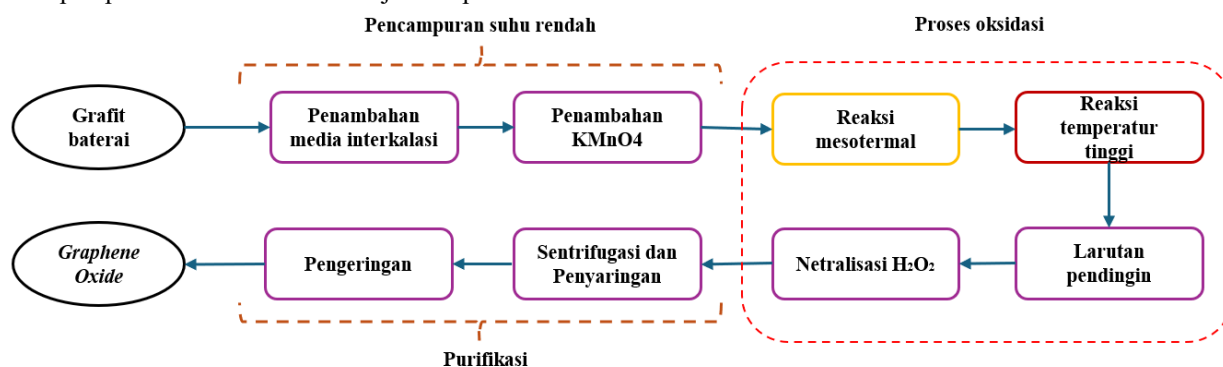 Pencampuran suhu rendah
Proses oksidasi
Grafit
baterai
Penambahan
media interkalasi
Penambahan
KMnO4
Reaksi
mesotermal
Reaksi
temperatur
tinggi
Graphene
Oxide
Pengeringan
Sentrifugasi dan
Penyaringan
Netralisasi H₂O₂
Larutan
pendingin
Purifikasi